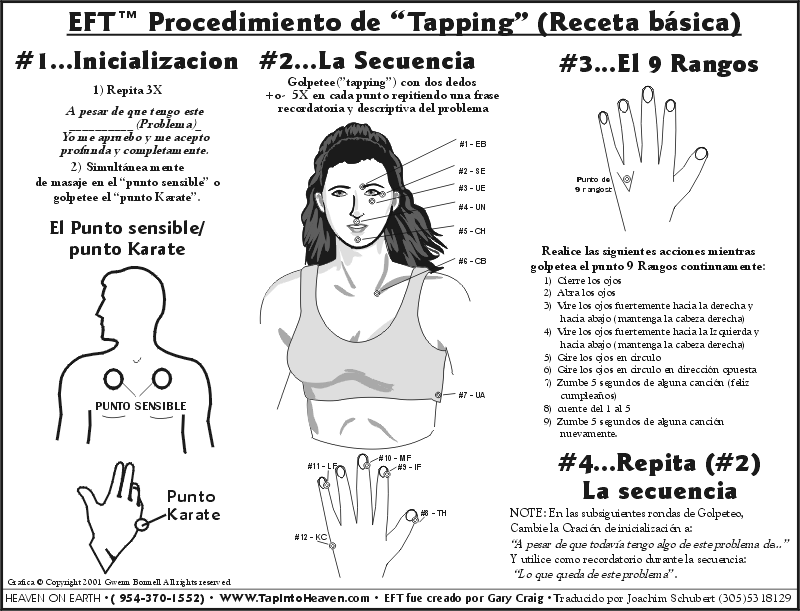 EFT™ Procedimiento de “Tapping” (Receta básica)
#1...Inicializacion
1) Repita 3X
A pesar de que tengo este
__________ (Problema)_
Yo me apruebo y me acepto
profunda y completamente.
2) Simultánea mente
de masaje en el “punto sensible” o
golpetee el “punto Karate”.
El Punto sensible/
punto Karate
PUNTO SENSIBLE
Punto
Karate
#2...La Secuencia
Golpetee(”tapping”) con dos dedos
+o- 5X en cada punto repitiendo una frase
recordatoria y descriptiva del problema
#1 - EB
#2 - SE
#3 - UE
#4 - UN
#5 - CH
#6 - CB
#7 - UA
#10 - MF
#11 - LF
#9 - IF
#8 - TH
#12 - KC
#3...El 9 Rangos
Punto de
9 rangost
Realice las siguientes acciones mientras
golpetea el punto 9 Rangos continuamente:
1) Cierre los ojos
2) Abra los ojos
3) Vire los ojos fuertemente hacia la derecha y
hacia abajo (mantenga la cabeza derecha)
4) Vire los ojos fuertemente hacia la Izquierda y
hacia abajo (mantenga la cabeza derecha)
5) Gire los ojos en circulo
6) Gire los ojos en circulo en dirección opuesta
7) Zumbe 5 segundos de alguna canción (feliz
cumpleaños)
8) cuente del 1 al 5
9) Zumbe 5 segundos de alguna canción
nuevamente.
#4...Repita (#2)
La secuencia
NOTE: En las subsiguientes rondas de Golpeteo,
Cambie la Oración de inicialización a:
“A pesar de que todavía tengo algo de este problema de...”
Y utilice como recordatorio durante la secuencia:
“Lo que queda de este problema”.
Grafica © Copyright 2001 Gwenn Bonnell All rights reserved
HEAVEN ON EARTH • ( 954-370-1552) • WWW.TapIntoHeaven.com • EFT fue creado por Gary Craig • Traducido por Joachim Schubert (305)5318129